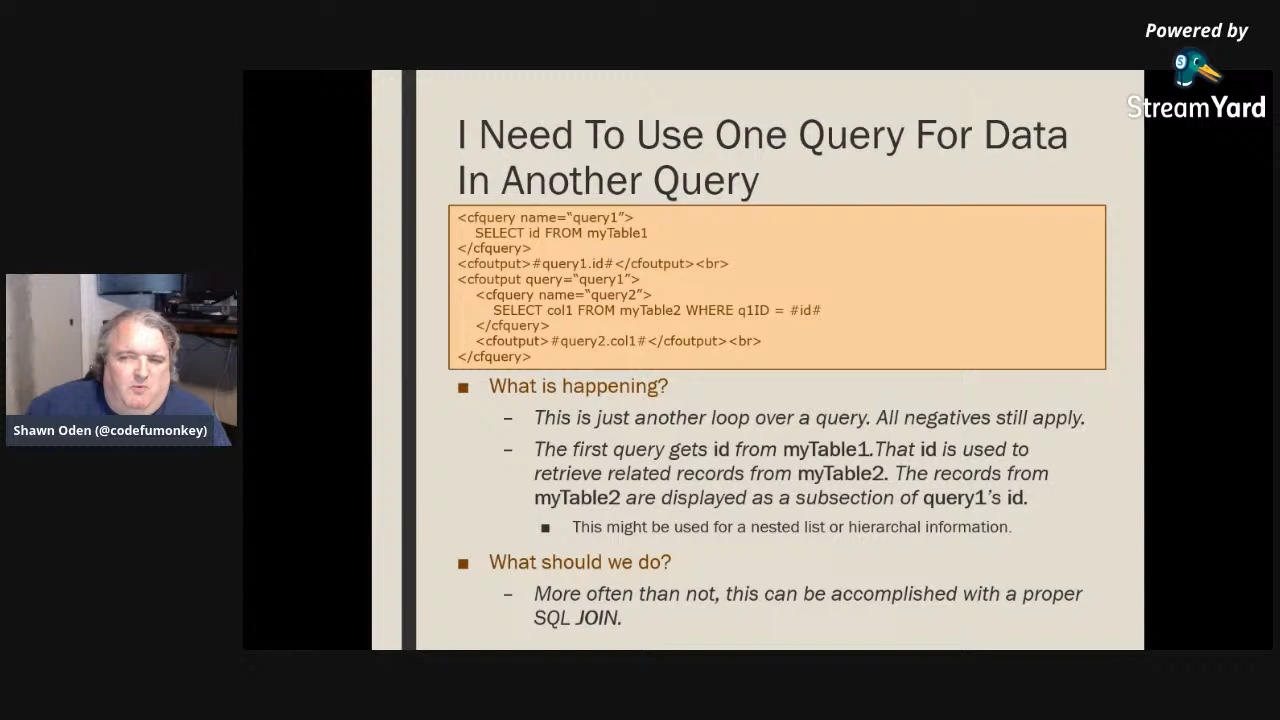 Powered by
StreamYard
I Need To Use One Query For Data
In Another Query
<cfquery name=“query1”>
SELECT id FROM myTable1
</cfquery>
<cfoutput>#query1.id#</cfoutput><br>
<cfoutput query=“query1”>
<cfquery name=“query2”>
SELECT col1 FROM myTable2 WHERE q1ID = #id#
</cfquery>
<cfoutput>#query2.col1#</cfoutput><br>
</cfquery>
■ What is happening?
– This is just another loop over a query. All negatives still apply.
– The first query gets id from myTable1.That id is used to
retrieve related records from myTable2. The records from
myTable2 are displayed as a subsection of query1’s id.
■ This might be used for a nested list or hierarchal information.
■ What should we do?
– More often than not, this can be accomplished with a proper
SQL JOIN.
Shawn Oden (@codefumonkey)